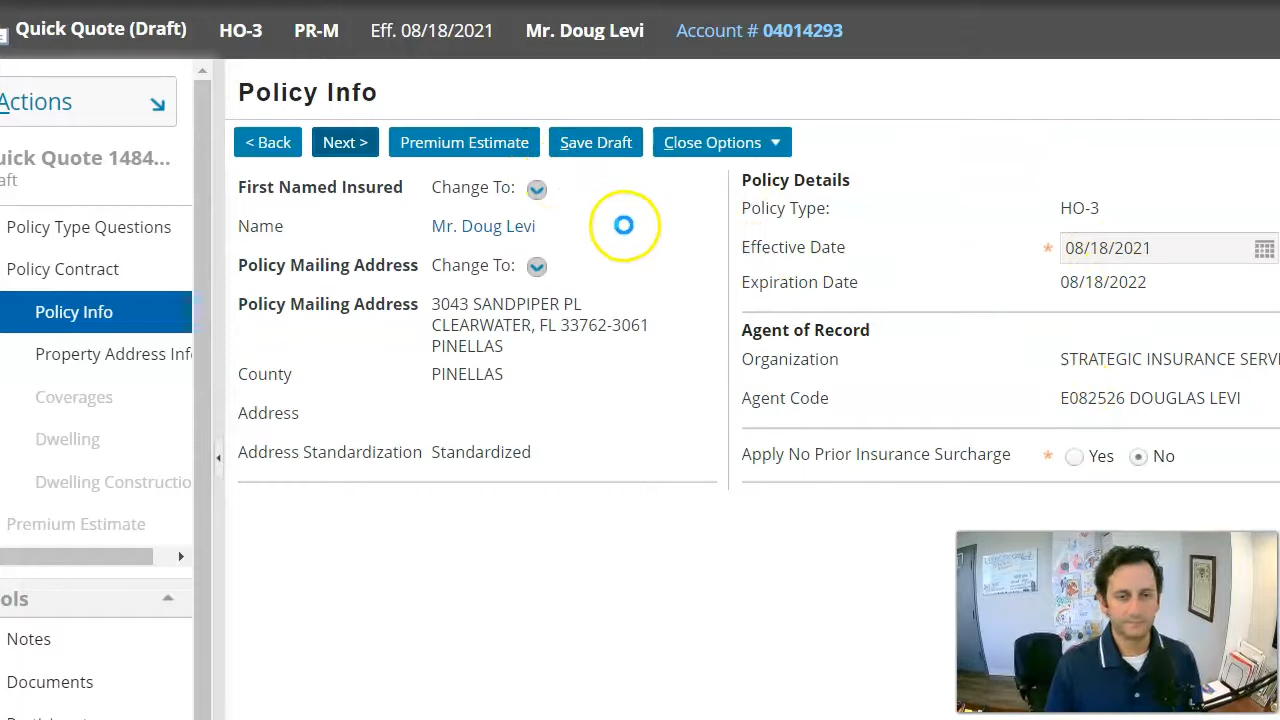 Quick Quote (Draft) HO-3 PR-M Eff. 08/18/2021 Mr. Doug Levi Account # 04014293
Actions
uick Quote 1484...
raft
Policy Type Questions
Policy Contract
Policy Info
Property Address Inf
Coverages
Dwelling
Dwelling Constructio
Premium Estimate
ols
Notes
Documents
Policy Info
< Back Next > Premium Estimate Save Draft Close Options
First Named Insured Change To:
Name Mr. Doug Levi
Policy Mailing Address Change To:
Policy Mailing Address 3043 SANDPIPER PL
CLEARWATER, FL 33762-3061
PINELLAS
County PINELLAS
Address
Address Standardization Standardized
Policy Details
Policy Type: HO-3
Effective Date * 08/18/2021
Expiration Date 08/18/2022
Agent of Record
Organization STRATEGIC INSURANCE SERVI
Agent Code E082526 DOUGLAS LEVI
Apply No Prior Insurance Surcharge * Yes No